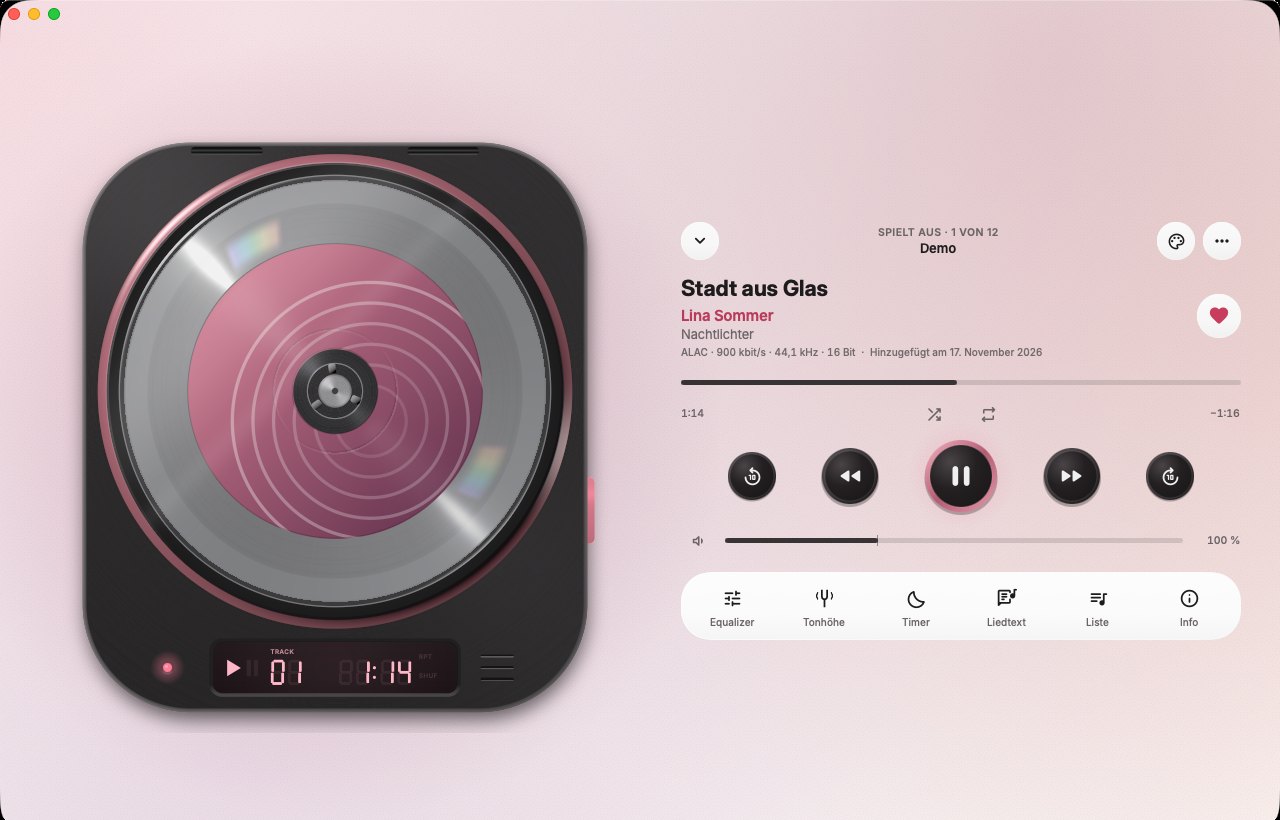 SPIELT AUS · 1 VON 12
Demo
Stadt aus Glas
Lina Sommer
Nachtlichter
ALAC · 900 kbit/s · 44,1 kHz · 16 Bit · Hinzugefügt am 17. November 2026
1:14
−1:16
10
10
100 %
Equalizer
Tonhöhe
Timer
Liedtext
Liste
Info
TRACK
01
1:14
RPT
SHUF